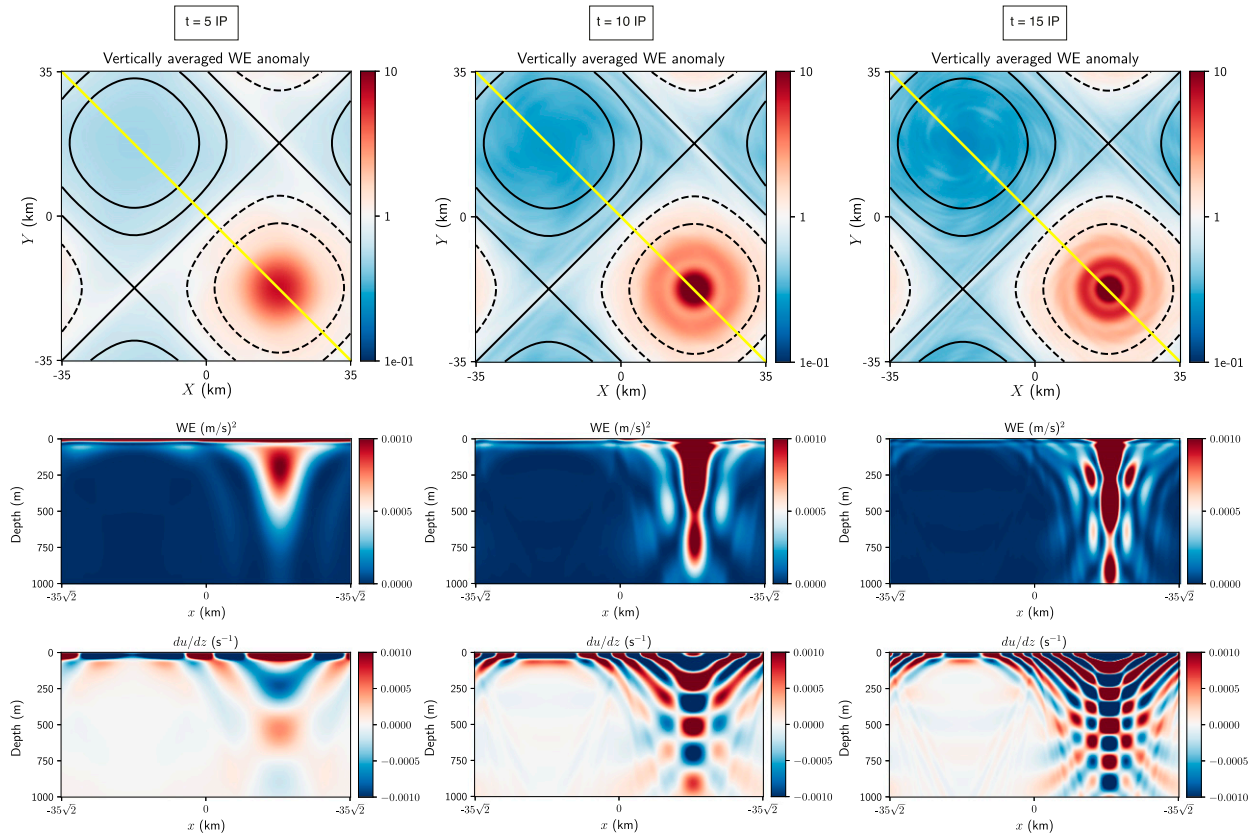 t = 5 IP
t = 10 IP
t = 15 IP
Vertically averaged WE anomaly
Vertically averaged WE anomaly
Vertically averaged WE anomaly
35
0
-35
Y (km)
-35
0
35
X (km)
10
1
1e-01
35
0
-35
Y (km)
-35
0
35
X (km)
10
1
1e-01
35
0
-35
Y (km)
-35
0
35
X (km)
10
1
1e-01
WE (m/s)²
0
250
500
750
1000
Depth (m)
-35√2
0
-35√2
x (km)
0.0010
0.0005
0.0000
WE (m/s)²
0
250
500
750
1000
Depth (m)
-35√2
0
-35√2
x (km)
0.0010
0.0005
0.0000
WE (m/s)²
0
250
500
750
1000
Depth (m)
-35√2
0
-35√2
x (km)
0.0010
0.0005
0.0000
du/dz (s⁻¹)
0
250
500
750
1000
Depth (m)
-35√2
0
-35√2
x (km)
0.0010
0.0005
0.0000
-0.0005
-0.0010
du/dz (s⁻¹)
0
250
500
750
1000
Depth (m)
-35√2
0
-35√2
x (km)
0.0010
0.0005
0.0000
-0.0005
-0.0010
du/dz (s⁻¹)
0
250
500
750
1000
Depth (m)
-35√2
0
-35√2
x (km)
0.0010
0.0005
0.0000
-0.0005
-0.0010